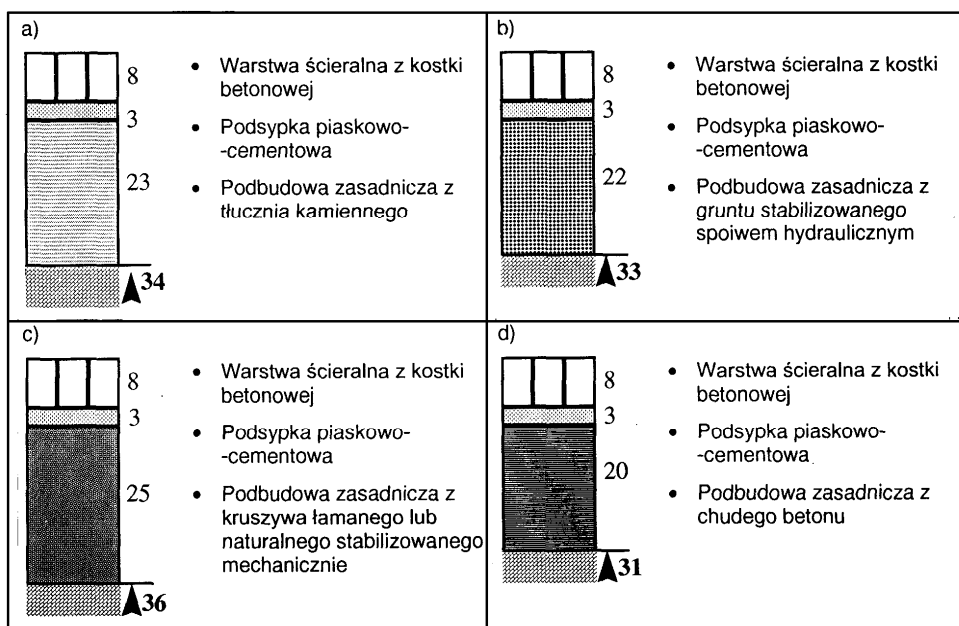 a)
8
3
23
34
• Warstwa ścieralna z kostki
betonowej
• Podsypka piaskowo-
-cementowa
• Podbudowa zasadnicza z
tłucznia kamiennego
b)
8
3
22
33
• Warstwa ścieralna z kostki
betonowej
• Podsypka piaskowo-
-cementowa
• Podbudowa zasadnicza z
gruntu stabilizowanego
spoiwem hydraulicznym
c)
8
3
25
36
• Warstwa ścieralna z kostki
betonowej
• Podsypka piaskowo-
-cementowa
• Podbudowa zasadnicza z
kruszywa łamanego lub
naturalnego stabilizowanego
mechanicznie
d)
8
3
20
31
• Warstwa ścieralna z kostki
betonowej
• Podsypka piaskowo-
-cementowa
• Podbudowa zasadnicza z
chudego betonu